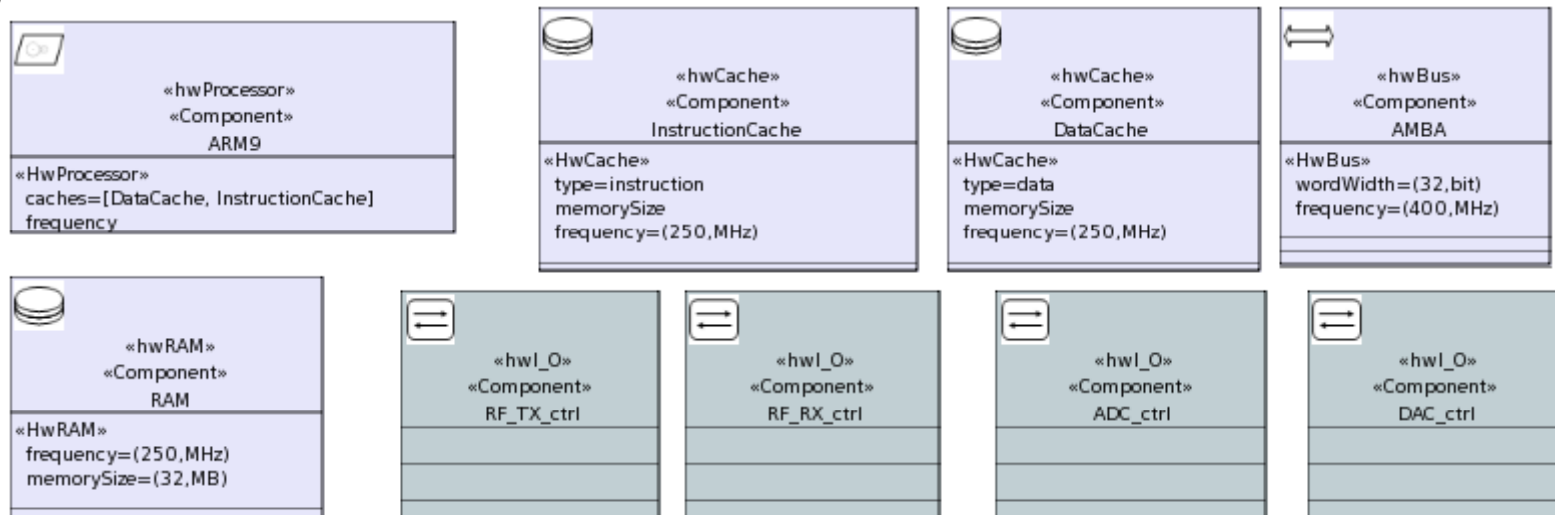 «hwProcessor»
«Component»
ARM9
«HwProcessor»
caches=[DataCache, InstructionCache]
frequency
«hwCache»
«Component»
InstructionCache
«HwCache»
type=instruction
memorySize
frequency=(250,MHz)
«hwCache»
«Component»
DataCache
«HwCache»
type=data
memorySize
frequency=(250,MHz)
«hwBus»
«Component»
AMBA
«HwBus»
wordWidth=(32,bit)
frequency=(400,MHz)
«hwRAM»
«Component»
RAM
«HwRAM»
frequency=(250,MHz)
memorySize=(32,MB)
«hwI_O»
«Component»
RF_TX_ctrl
«hwI_O»
«Component»
RF_RX_ctrl
«hwI_O»
«Component»
ADC_ctrl
«hwI_O»
«Component»
DAC_ctrl